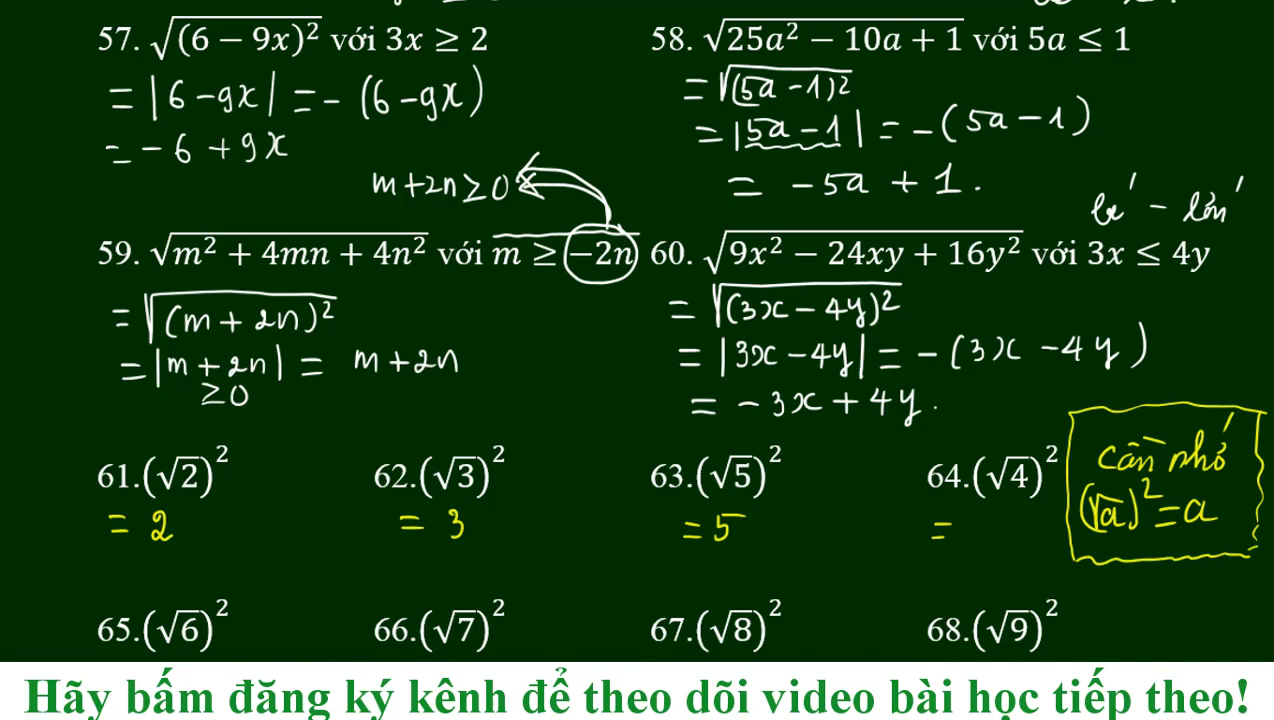 57. √(6 − 9x)² với 3x ≥ 2
= |6 - 9x| = - (6 - 9x)
= - 6 + 9x
58. √25a² − 10a + 1 với 5a ≤ 1
= √(5a - 1)²
= |5a - 1| = - (5a - 1)
= - 5a + 1.
m + 2n ≥ 0
59. √m² + 4mn + 4n² với m ≥ −2n
= √(m + 2n)²
= |m + 2n| = m + 2n
≥ 0
bé - lớn
60. √9x² − 24xy + 16y² với 3x ≤ 4y
= √(3x - 4y)²
= |3x - 4y| = - (3x - 4y)
= - 3x + 4y.
61.(√2)² 62.(√3)² 63.(√5)² 64.(√4)²
= 2 = 3 = 5 =
cần nhớ
(√a)² = a
65.(√6)² 66.(√7)² 67.(√8)² 68.(√9)²
Hãy bấm đăng ký kênh để theo dõi video bài học tiếp theo!